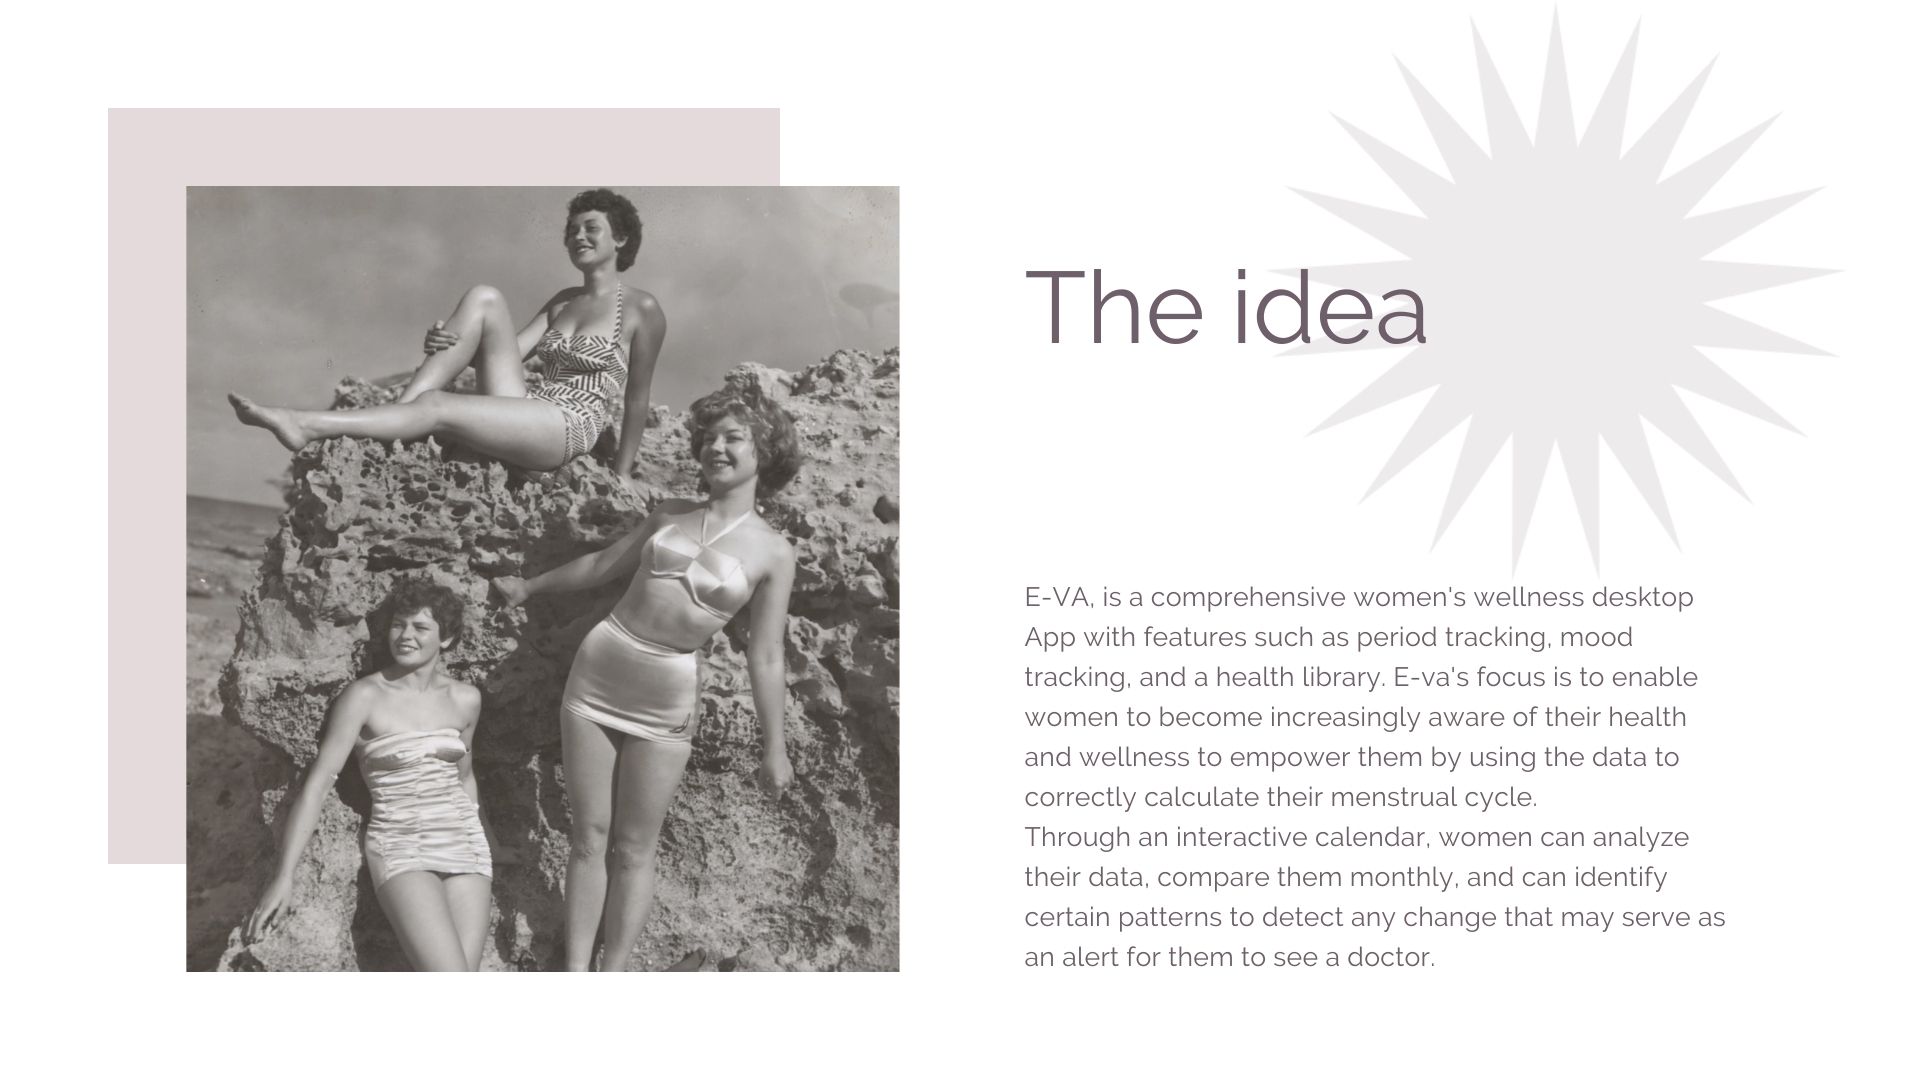 The idea
E-VA, is a comprehensive women's wellness desktop
App with features such as period tracking, mood
tracking, and a health library. E-va's focus is to enable
women to become increasingly aware of their health
and wellness to empower them by using the data to
correctly calculate their menstrual cycle.
Through an interactive calendar, women can analyze
their data, compare them monthly, and can identify
certain patterns to detect any change that may serve as
an alert for them to see a doctor.